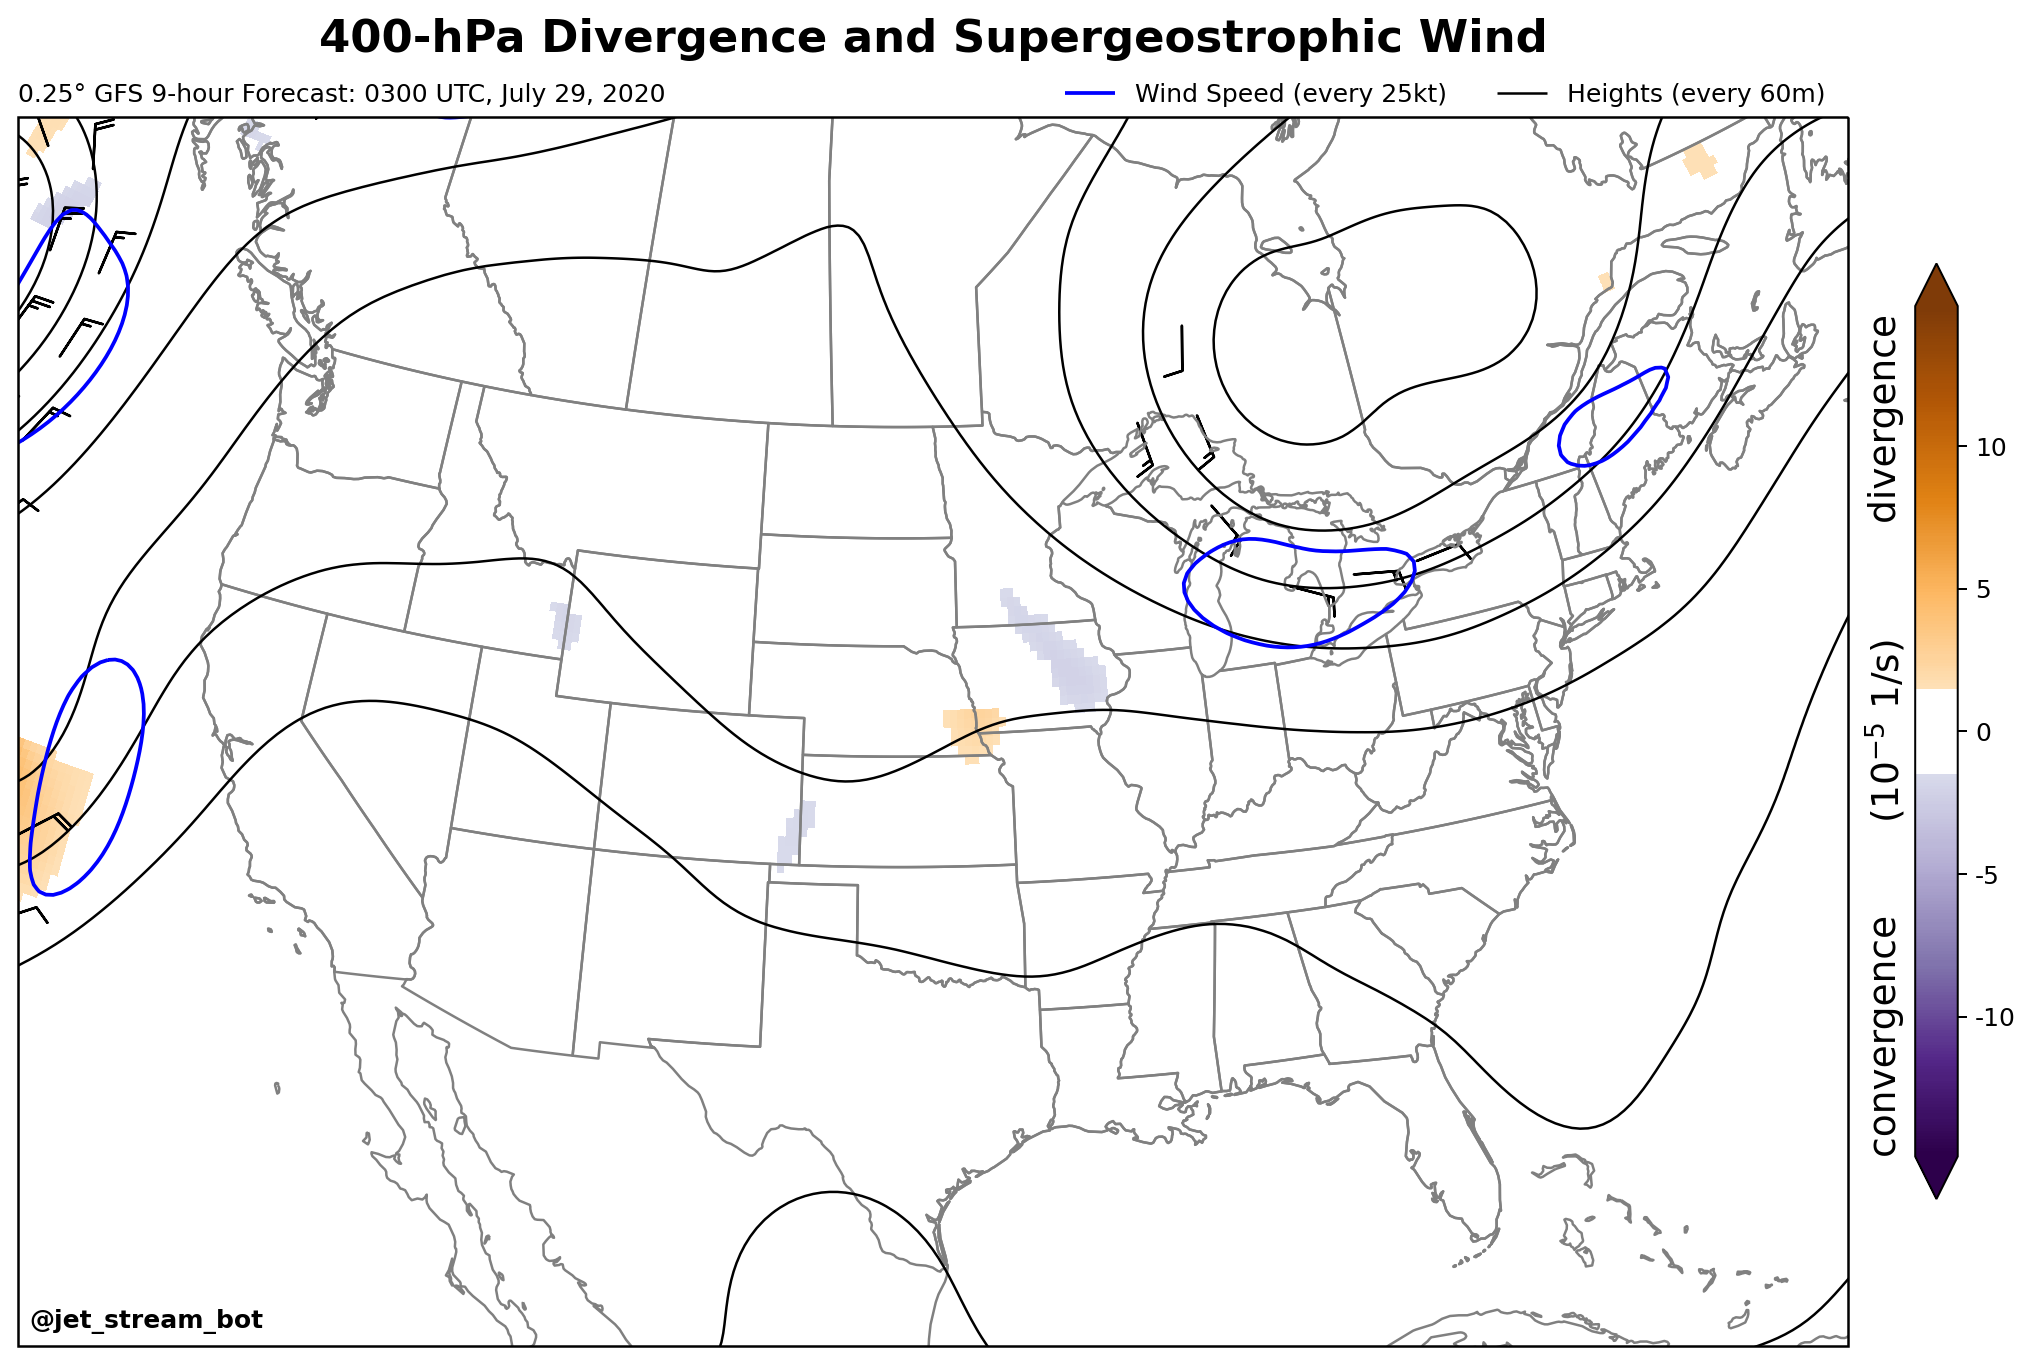 400-hPa Divergence and Supergeostrophic Wind
0.25° GFS 9-hour Forecast: 0300 UTC, July 29, 2020
Wind Speed (every 25kt)
Heights (every 60m)
divergence
(10⁻⁵ 1/s)
convergence
10
5
0
-5
-10
@jet_stream_bot